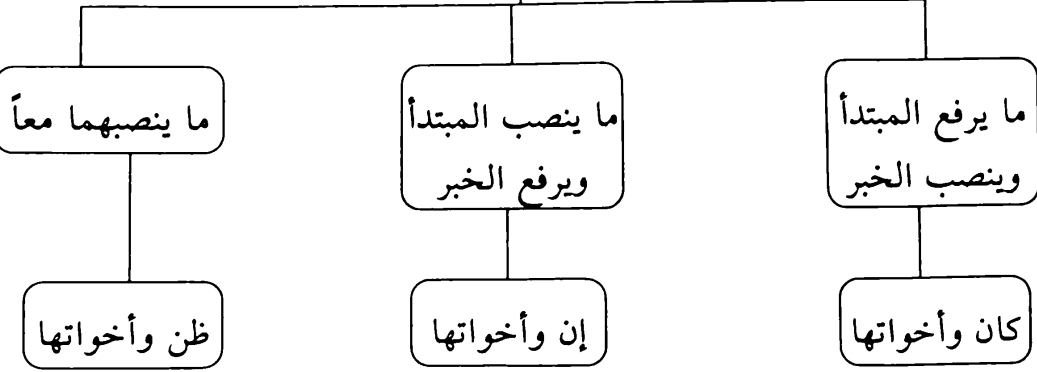 ما يرفع المبتدأ
وينصب الخبر
ما ينصب المبتدأ
ويرفع الخبر
ما ينصبهما معاً
كان وأخواتها
إن وأخواتها
ظن وأخواتها